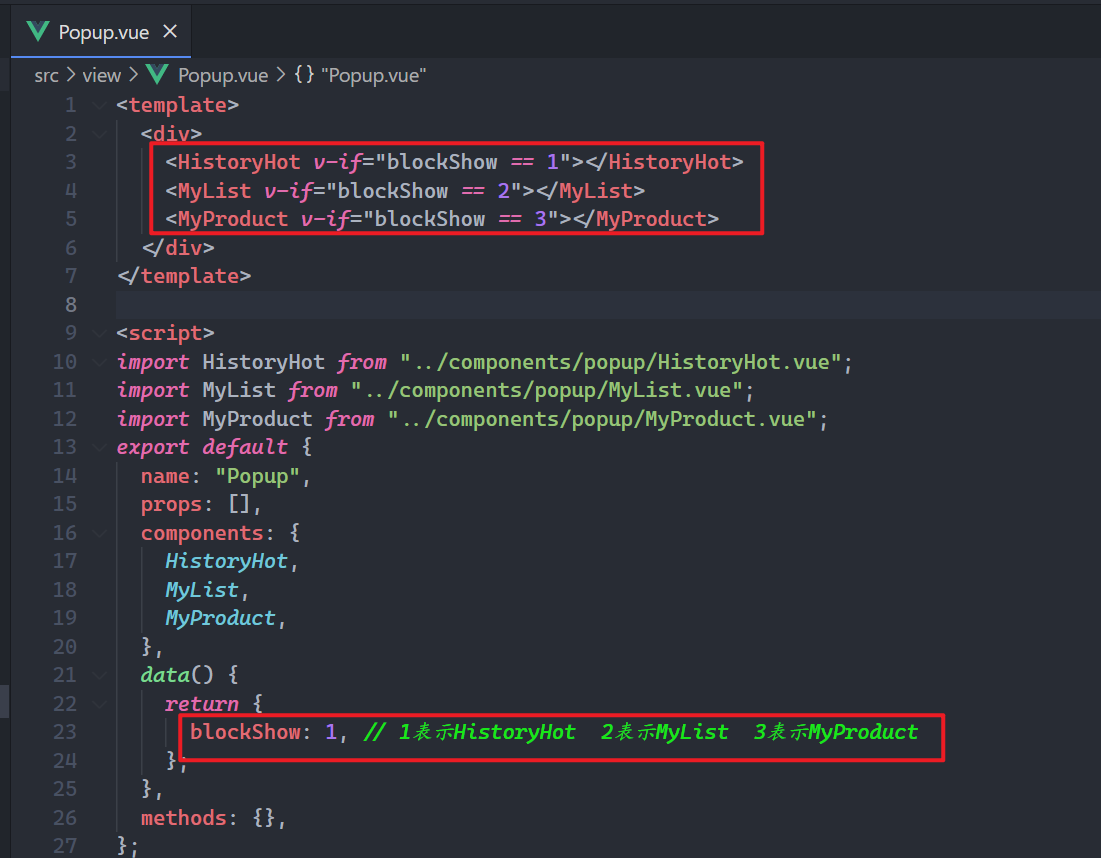 Popup.vue ×
src > view > Popup.vue > {} "Popup.vue"
1 <template>
2 <div>
3 <HistoryHot v-if="blockShow == 1"></HistoryHot>
4 <MyList v-if="blockShow == 2"></MyList>
5 <MyProduct v-if="blockShow == 3"></MyProduct>
6 </div>
7 </template>
8
9 <script>
10 import HistoryHot from "../components/popup/HistoryHot.vue";
11 import MyList from "../components/popup/MyList.vue";
12 import MyProduct from "../components/popup/MyProduct.vue";
13 export default {
14 name: "Popup",
15 props: [],
16 components: {
17 HistoryHot,
18 MyList,
19 MyProduct,
20 },
21 data() {
22 return {
23 blockShow: 1, // 1表示HistoryHot 2表示MyList 3表示MyProduct
24 };
25 },
26 methods: {},
27 };